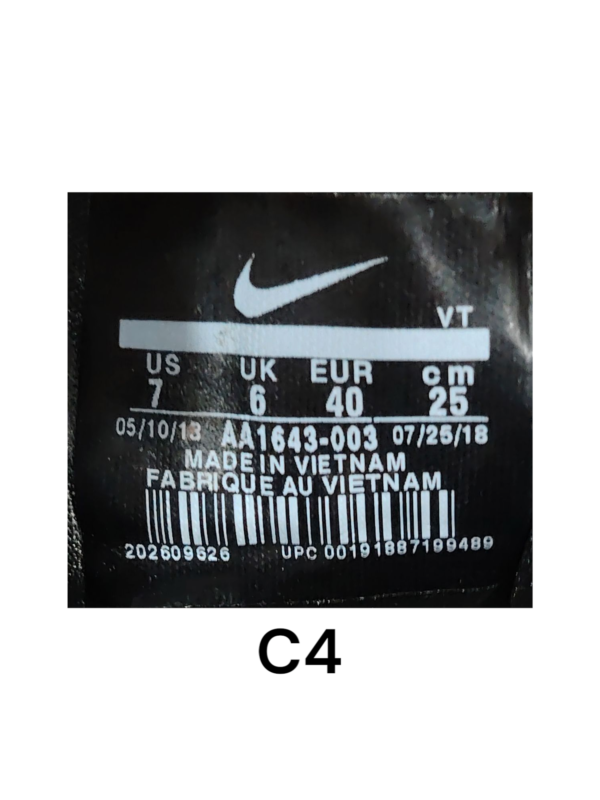 VT
US UK EUR cm
7 6 40 25
05/10/18 AA1643-003 07/25/18
MADE IN VIETNAM
FABRIQUE AU VIETNAM
202609626 UPC 00191887199489
C4